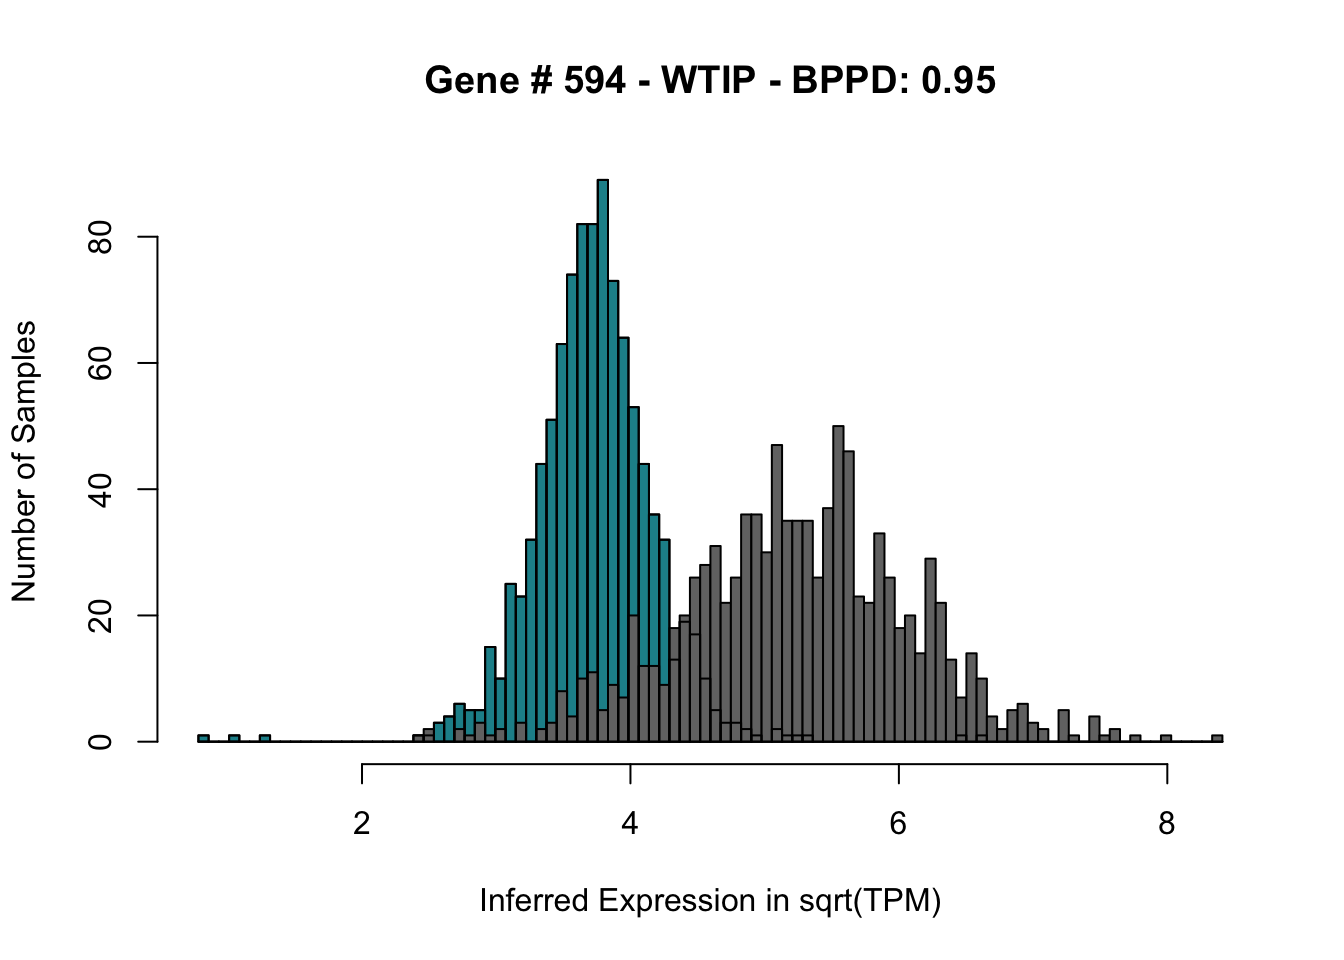 Gene # 594 - WTIP - BPPD: 0.95
Number of Samples
80
60
40
20
0
2 4 6 8
Inferred Expression in sqrt(TPM)